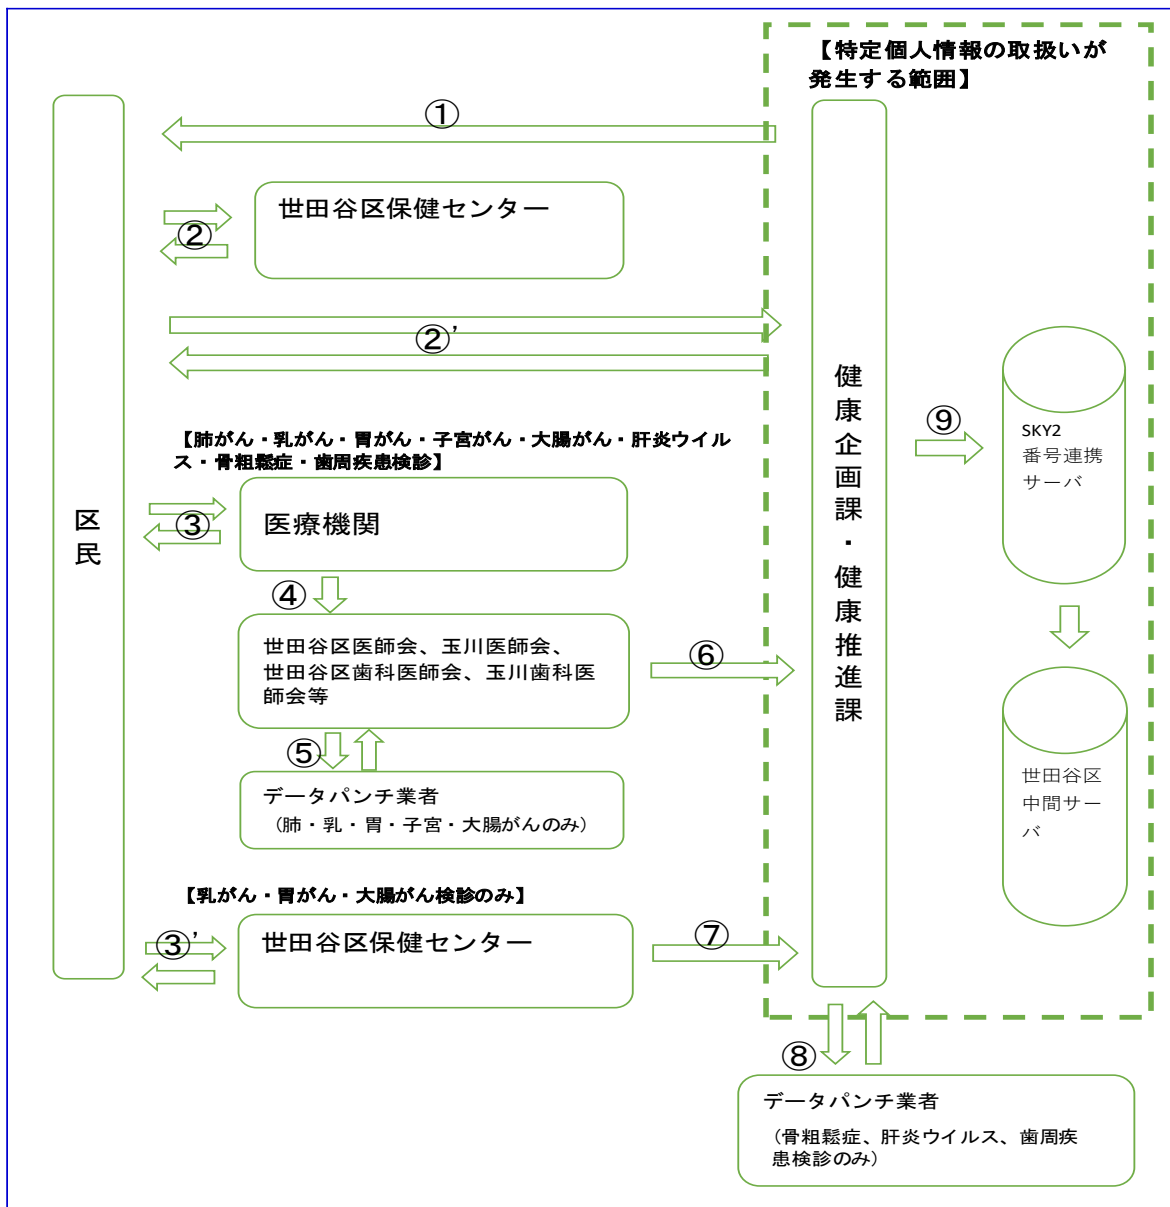 【特定個人情報の取扱いが
発生する範囲】
①
世田谷区保健センター
②
②’
【肺がん・乳がん・胃がん・子宮がん・大腸がん・肝炎ウイル
ス・骨粗鬆症・歯周疾患検診】
区民
③
医療機関
④
世田谷区医師会、玉川医師会、
世田谷区歯科医師会、玉川歯科医
師会等
⑥
⑤
データパンチ業者
（肺・乳・胃・子宮・大腸がんのみ）
【乳がん・胃がん・大腸がん検診のみ】
③’
世田谷区保健センター
⑦
健康企画課・健康推進課
⑨
SKY2
番号連携
サーバ
世田谷区
中間サー
バ
⑧
データパンチ業者
（骨粗鬆症、肝炎ウイルス、歯周疾
患検診のみ）